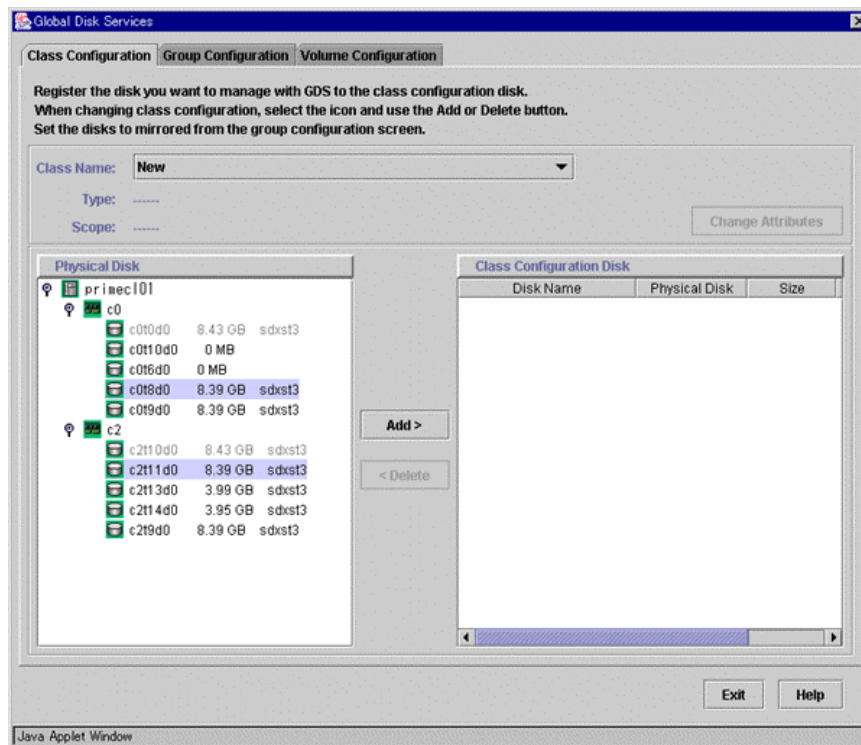 Global Disk Services
Class Configuration Group Configuration Volume Configuration
Register the disk you want to manage with GDS to the class configuration disk.
When changing class configuration, select the icon and use the Add or Delete button.
Set the disks to mirrored from the group configuration screen.
Class Name: New
Type: ------
Scope: ------
Change Attributes
Physical Disk
primecl01
c0
c0t0d0 8.43 GB sdxst3
c0t10d0 0 MB
c0t6d0 0 MB
c0t8d0 8.39 GB sdxst3
c0t9d0 8.39 GB sdxst3
c2
c2t10d0 8.43 GB sdxst3
c2t11d0 8.39 GB sdxst3
c2t13d0 3.99 GB sdxst3
c2t14d0 3.95 GB sdxst3
c2t9d0 8.39 GB sdxst3
Add >
< Delete
Class Configuration Disk
Disk Name Physical Disk Size
Exit Help
Java Applet Window